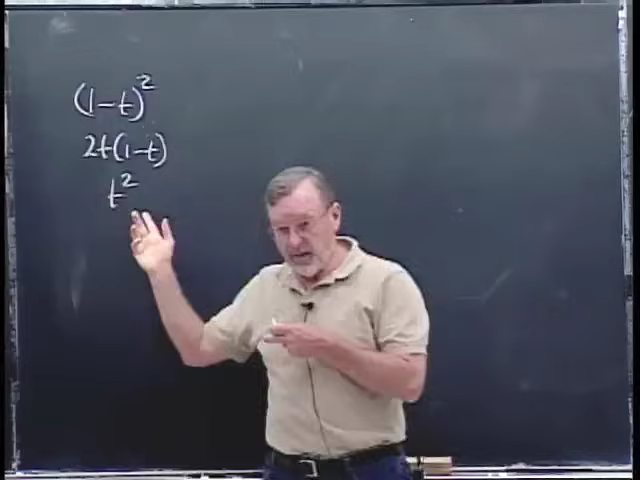 (1-t)²
2t(1-t)
t²